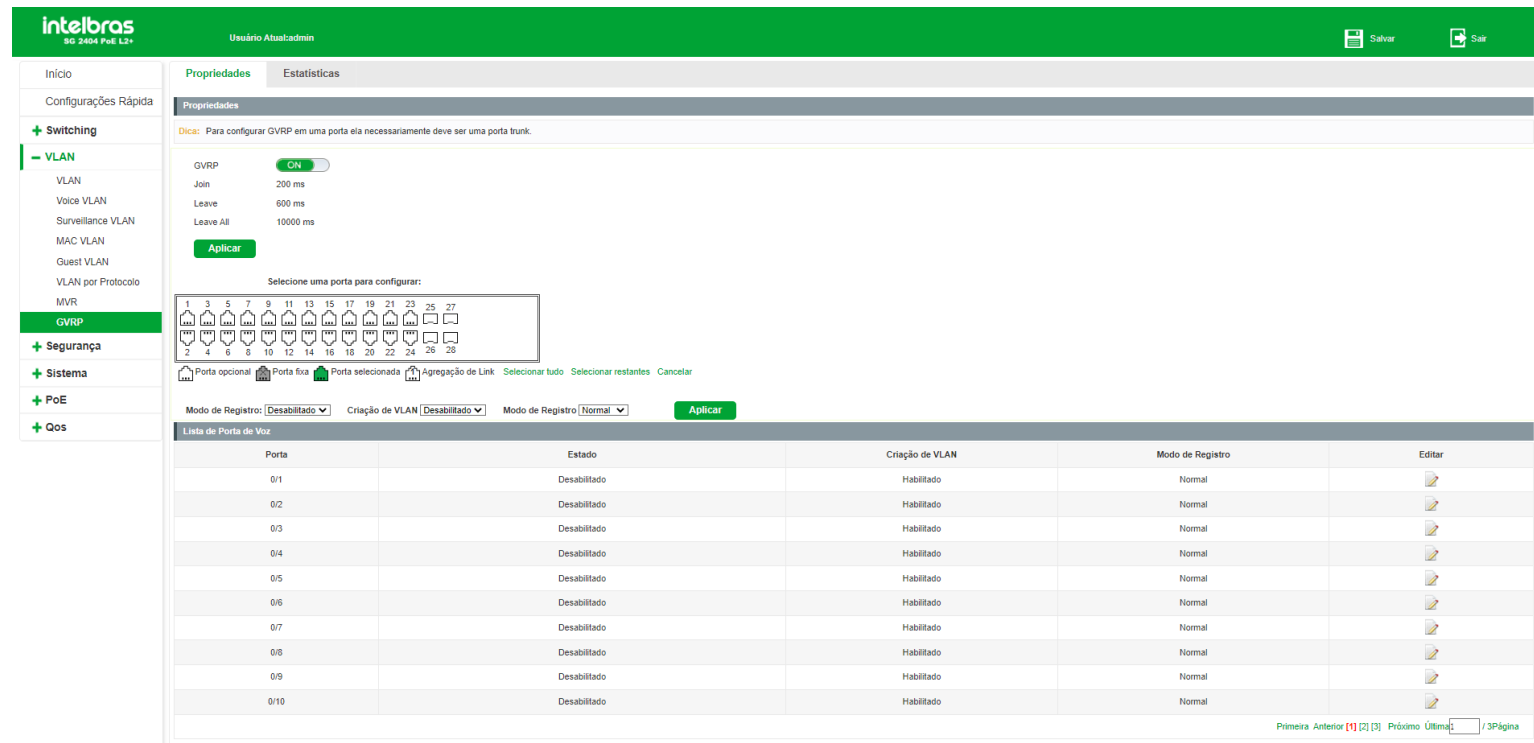 intelbras
SG 2404 PoE L2+
Usuário Atual:admin
Salvar
Sair
Início
Configurações Rápida
Switching
VLAN
VLAN
Voice VLAN
Surveillance VLAN
MAC VLAN
Guest VLAN
VLAN por Protocolo
MVR
GVRP
Segurança
Sistema
PoE
Qos
Propriedades Estatísticas
Propriedades
Dica: Para configurar GVRP em uma porta ela necessariamente deve ser uma porta trunk.
GVRP ON
Join 200 ms
Leave 600 ms
Leave All 10000 ms
Aplicar
Selecione uma porta para configurar:
1 3 5 7 9 11 13 15 17 19 21 23 25 27
2 4 6 8 10 12 14 16 18 20 22 24 26 28
Porta opcional Porta fixa Porta selecionada 1 Agregação de Link Selecionar tudo Selecionar restantes Cancelar
Modo de Registro: Desabilitado Criação de VLAN Desabilitado Modo de Registro Normal Aplicar
Lista de Porta de Voz
Porta Estado Criação de VLAN Modo de Registro Editar
0/1 Desabilitado Habilitado Normal
0/2 Desabilitado Habilitado Normal
0/3 Desabilitado Habilitado Normal
0/4 Desabilitado Habilitado Normal
0/5 Desabilitado Habilitado Normal
0/6 Desabilitado Habilitado Normal
0/7 Desabilitado Habilitado Normal
0/8 Desabilitado Habilitado Normal
0/9 Desabilitado Habilitado Normal
0/10 Desabilitado Habilitado Normal
Primeira Anterior [1] [2] [3] Próximo Última 1 / 3Página